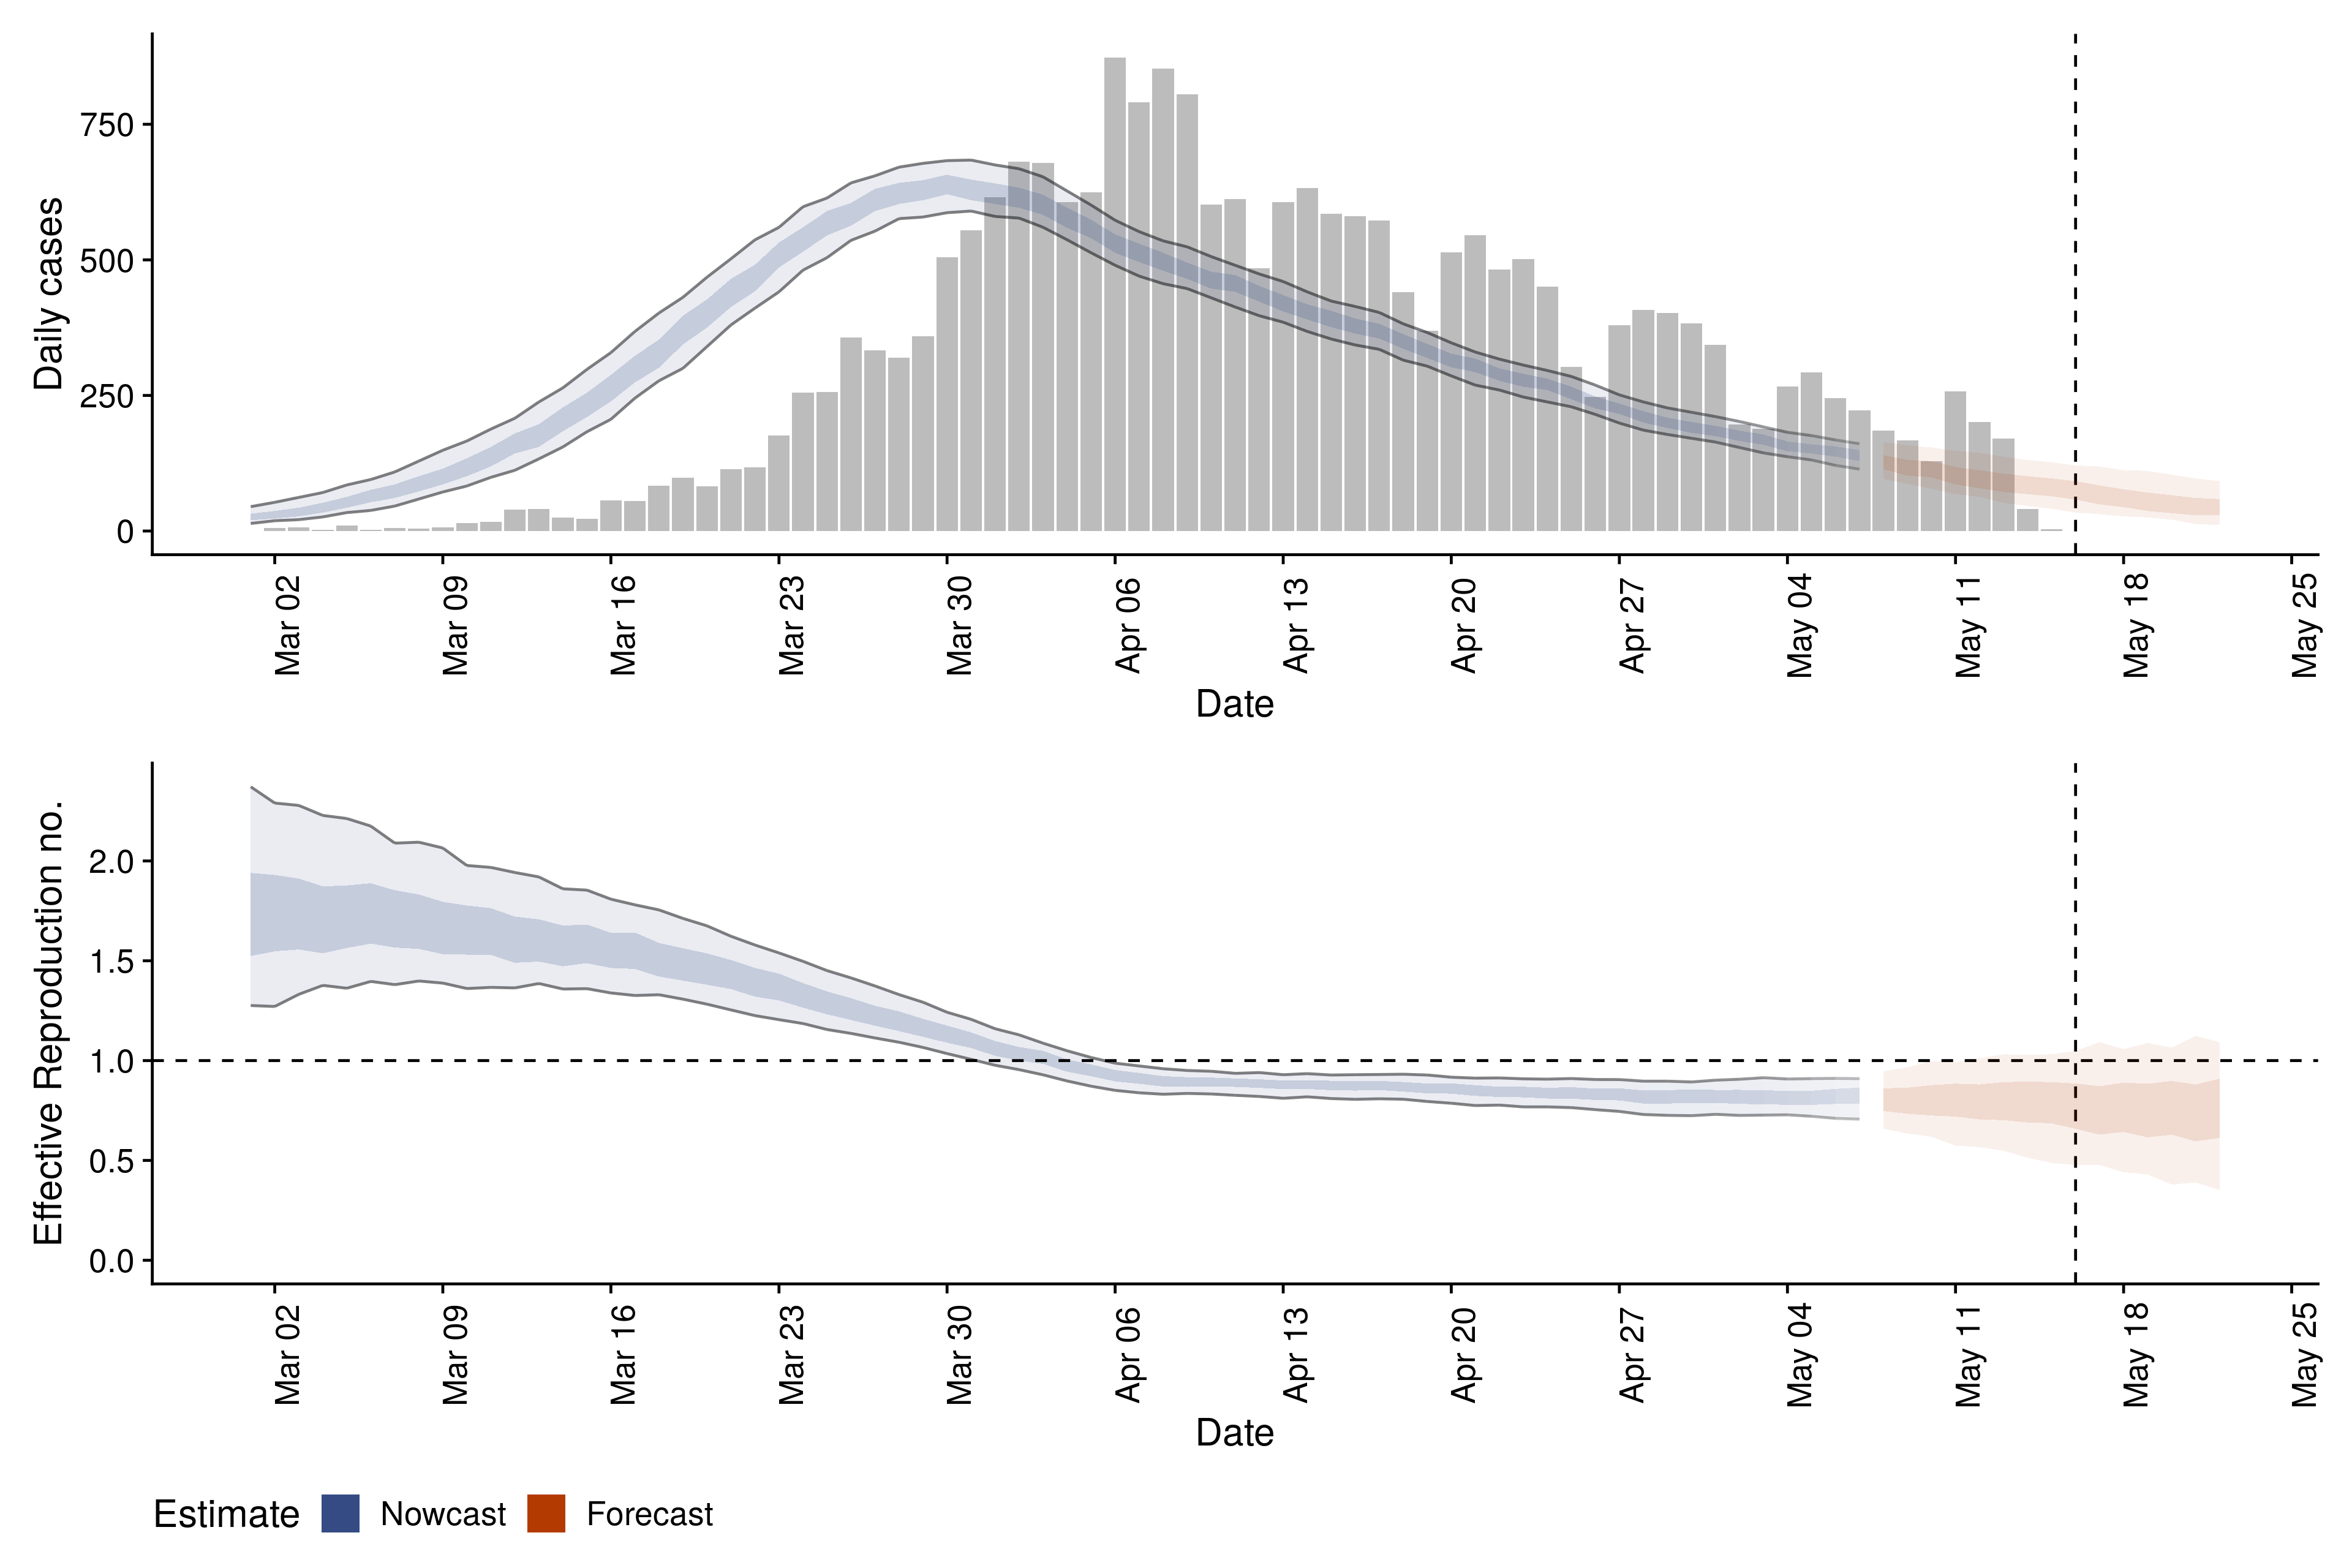 Daily cases
750
500
250
0
Mar 02
Mar 09
Mar 16
Mar 23
Mar 30
Apr 06
Apr 13
Apr 20
Apr 27
May 04
May 11
May 18
May 25
Date
Effective Reproduction no.
2.0
1.5
1.0
0.5
0.0
Mar 02
Mar 09
Mar 16
Mar 23
Mar 30
Apr 06
Apr 13
Apr 20
Apr 27
May 04
May 11
May 18
May 25
Date
Estimate Nowcast Forecast